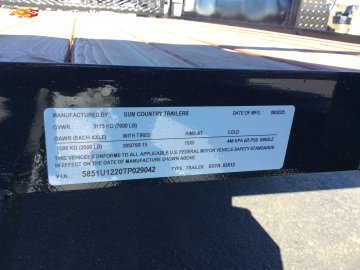 MANUFACTURED BY: SUN COUNTRY TRAILERS DATE OF MFG.
GVWR : 3175 KG (7000 LB)
GAWR (EACH AXLE) WITH TIRES RIMS AT COLD
1588 KG (3500 LB) 205/75R 15 15X5 448 KPA (65 PSI) SINGLE
THIS VEHICLE CONFORMS TO ALL APPLICABLE U.S. FEDERAL MOTOR VEHICLE SAFETY STANDARDS
IN EFFECT ON THE DATE OF MANUFACTURE SHOWN ABOVE
V.I.N.: 5851U1220TP029042 TYPE: TRAILER SUTA 82X12